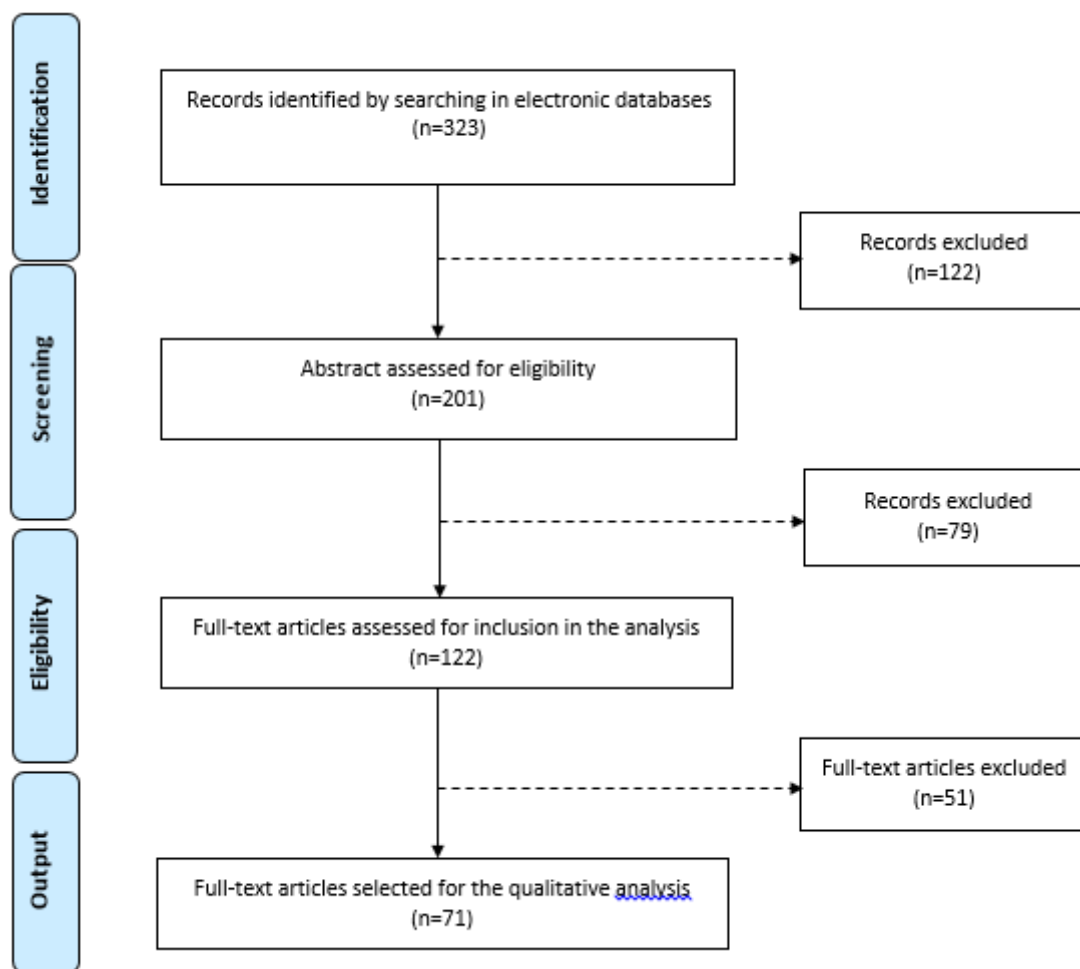 Identification
Records identified by searching in electronic databases
(n=323)
Records excluded
(n=122)
Screening
Abstract assessed for eligibility
(n=201)
Records excluded
(n=79)
Eligibility
Full-text articles assessed for inclusion in the analysis
(n=122)
Full-text articles excluded
(n=51)
Output
Full-text articles selected for the qualitative analysis
(n=71)